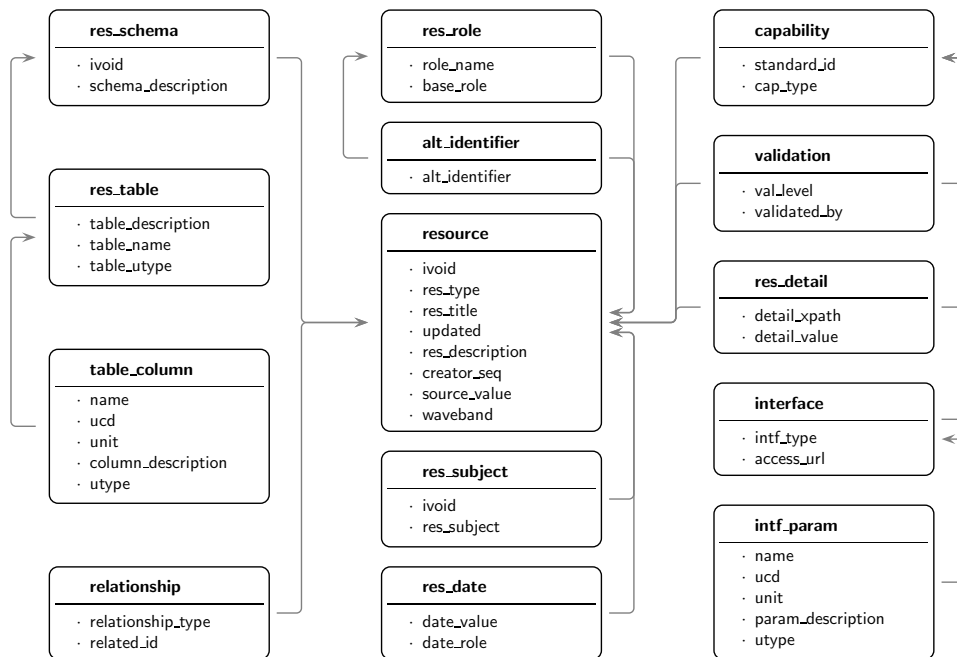 res_schema
· ivoid
· schema_description
res_table
· table_description
· table_name
· table_utype
table_column
· name
· ucd
· unit
· column_description
· utype
relationship
· relationship_type
· related_id
res_role
· role_name
· base_role
alt_identifier
· alt_identifier
resource
· ivoid
· res_type
· res_title
· updated
· res_description
· creator_seq
· source_value
· waveband
res_subject
· ivoid
· res_subject
res_date
· date_value
· date_role
capability
· standard_id
· cap_type
validation
· val_level
· validated_by
res_detail
· detail_xpath
· detail_value
interface
· intf_type
· access_url
intf_param
· name
· ucd
· unit
· param_description
· utype